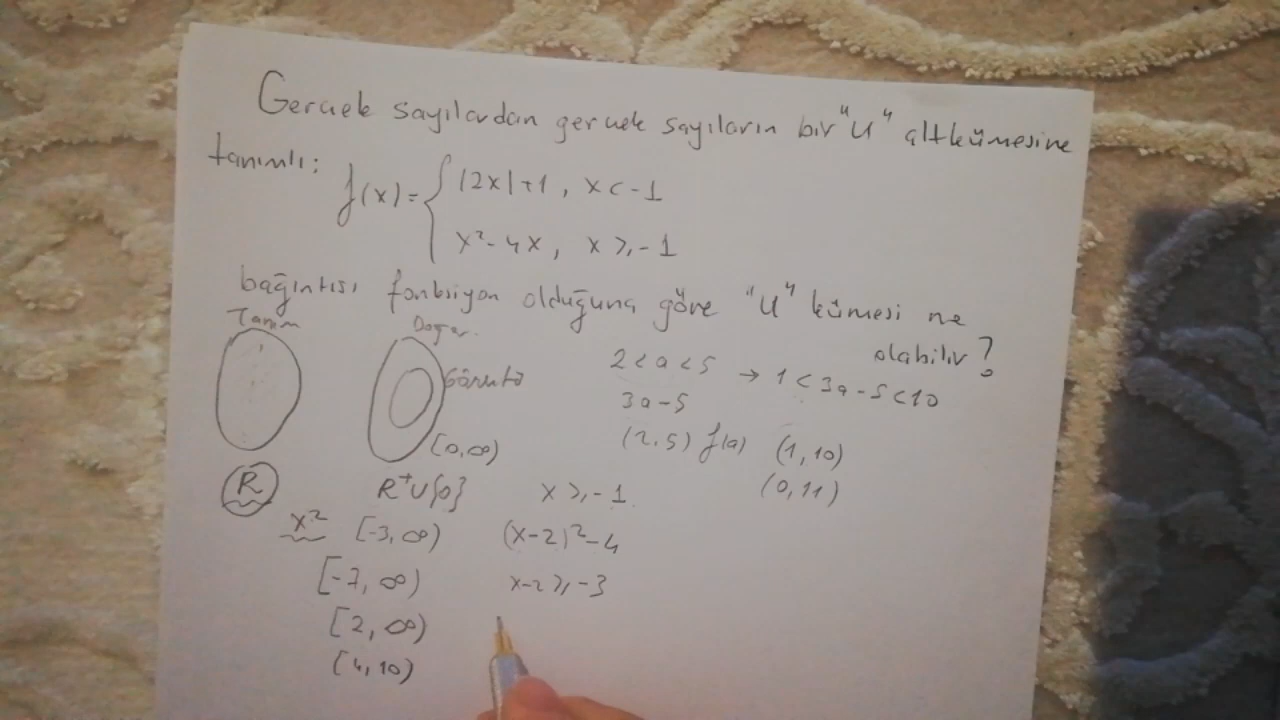 Gerçek sayılardan gerçek sayıların bir "U" altkümesine
tanımlı:
f(x)= { |2x|+1, x<-1
x²-4x, x≥-1
bağıntısı fonksiyon olduğuna göre "U" kümesi ne
olabilir?
Tanım
Değer.
Görüntü
[0,∞)
2<a<5 → 1<3a-5<10
3a-5
(2,5) f(a) (1,10)
(0,11)
R
R⁺∪{0}
x≥-1
x² [-3,∞)
(x-2)²-4
[-7,∞)
x-2≥-3
[2,∞)
(4,10)